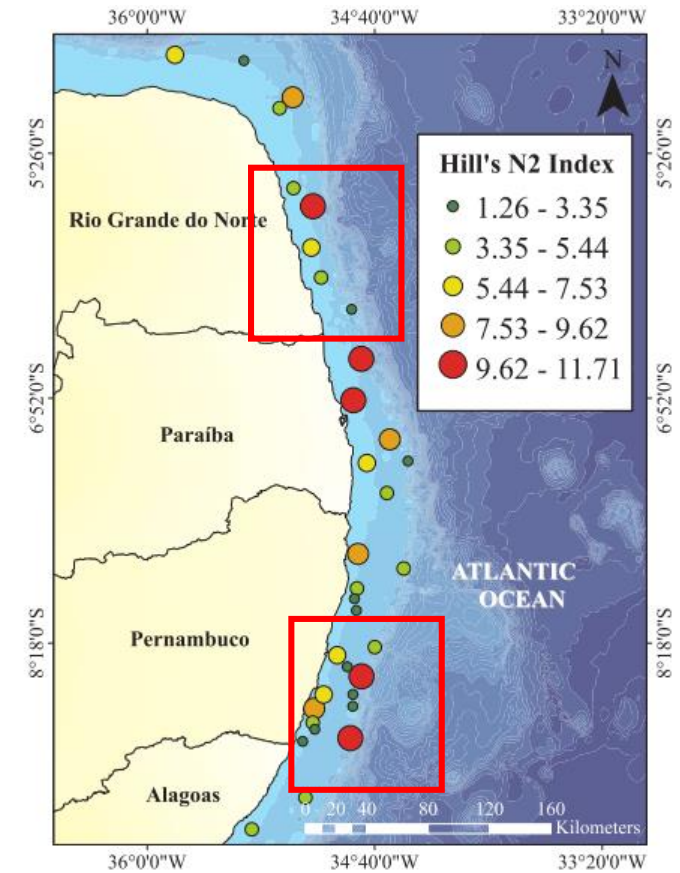 36°0'0"W 34°40'0"W 33°20'0"W
N
5°26'0"S 5°26'0"S
Hill's N2 Index
1.26 - 3.35
3.35 - 5.44
5.44 - 7.53
7.53 - 9.62
9.62 - 11.71
Rio Grande do Norte
6°52'0"S 6°52'0"S
Paraíba
ATLANTIC
OCEAN
Pernambuco
8°18'0"S 8°18'0"S
Alagoas
0 20 40 80 120 160
Kilometers
36°0'0"W 34°40'0"W 33°20'0"W